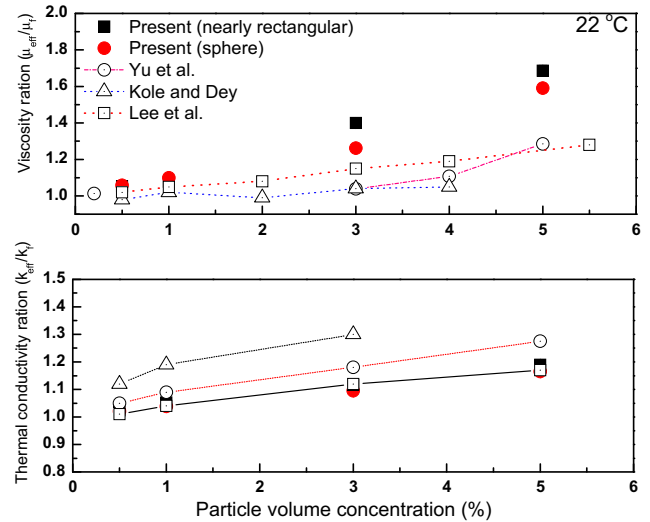 Present (nearly rectangular)
Present (sphere)
Yu et al.
Kole and Dey
Lee et al.
22 °C
Viscosity ration (μeff/μf)
1.8
1.6
1.4
1.2
1.0
0 1 2 3 4 5 6
Thermal conductivity ration (keff/kf)
1.5
1.4
1.3
1.2
1.1
1.0
0.9
0.8
0 1 2 3 4 5 6
Particle volume concentration (%)